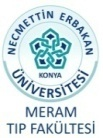 NECMETTİN ERBAKAN
ÜNİVERSİTESİ
KONYA
MERAM
TIP FAKÜLTESİ